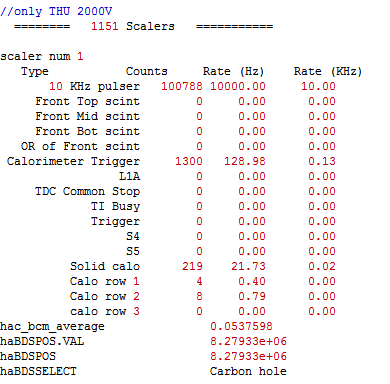 //only THU 2000V
======== 1151 Scalers ===========
scaler num 1
Type Counts Rate (Hz) Rate (KHz)
10 KHz pulser 100788 10000.00 10.00
Front Top scint 0 0.00 0.00
Front Mid scint 0 0.00 0.00
Front Bot scint 0 0.00 0.00
OR of Front scint 0 0.00 0.00
Calorimeter Trigger 1300 128.98 0.13
L1A 0 0.00 0.00
TDC Common Stop 0 0.00 0.00
TI Busy 0 0.00 0.00
Trigger 0 0.00 0.00
S4 0 0.00 0.00
S5 0 0.00 0.00
Solid calo 219 21.73 0.02
Calo row 1 4 0.40 0.00
Calo row 2 8 0.79 0.00
calo row 3 0 0.00 0.00
hac_bcm_average 0.0537598
haBDSPOS.VAL 8.27933e+06
haBDSPOS 8.27933e+06
haBDSSELECT Carbon hole